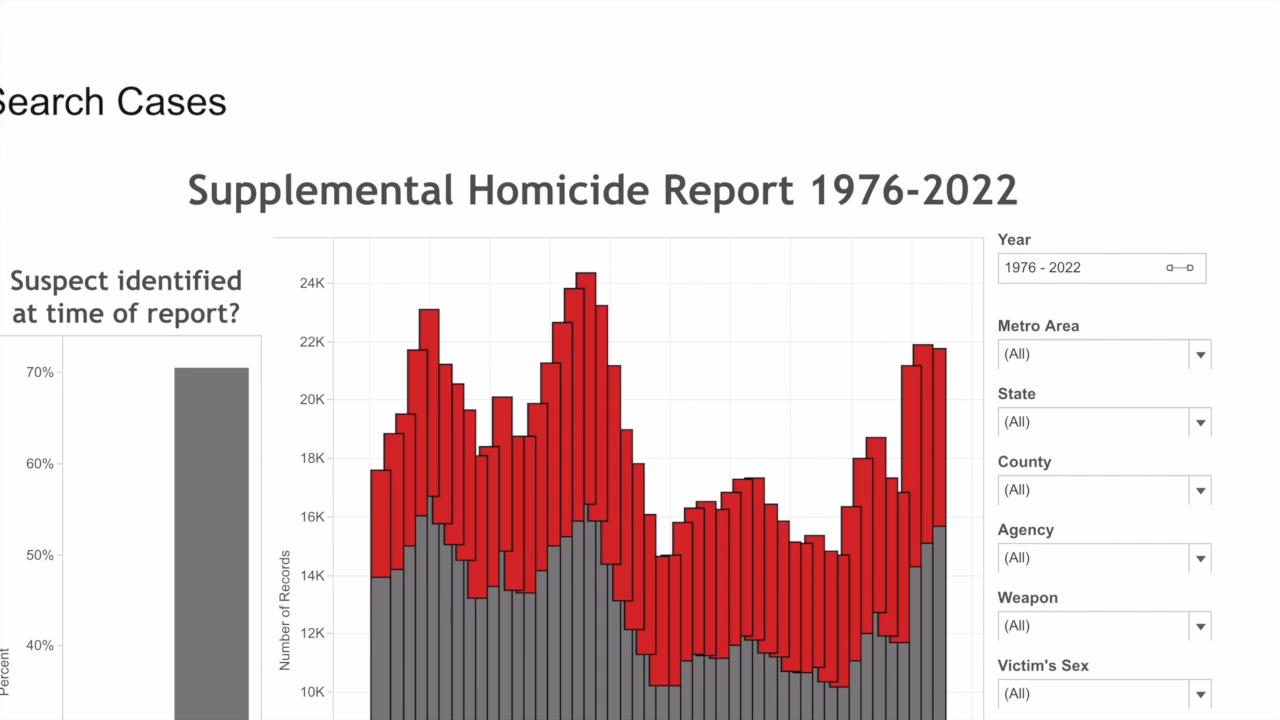 Search Cases
Supplemental Homicide Report 1976-2022
Suspect identified
at time of report?
70%
60%
50%
40%
Percent
24K
22K
20K
18K
16K
14K
12K
10K
Number of Records
Year
1976 - 2022
Metro Area
(All)
State
(All)
County
(All)
Agency
(All)
Weapon
(All)
Victim's Sex
(All)